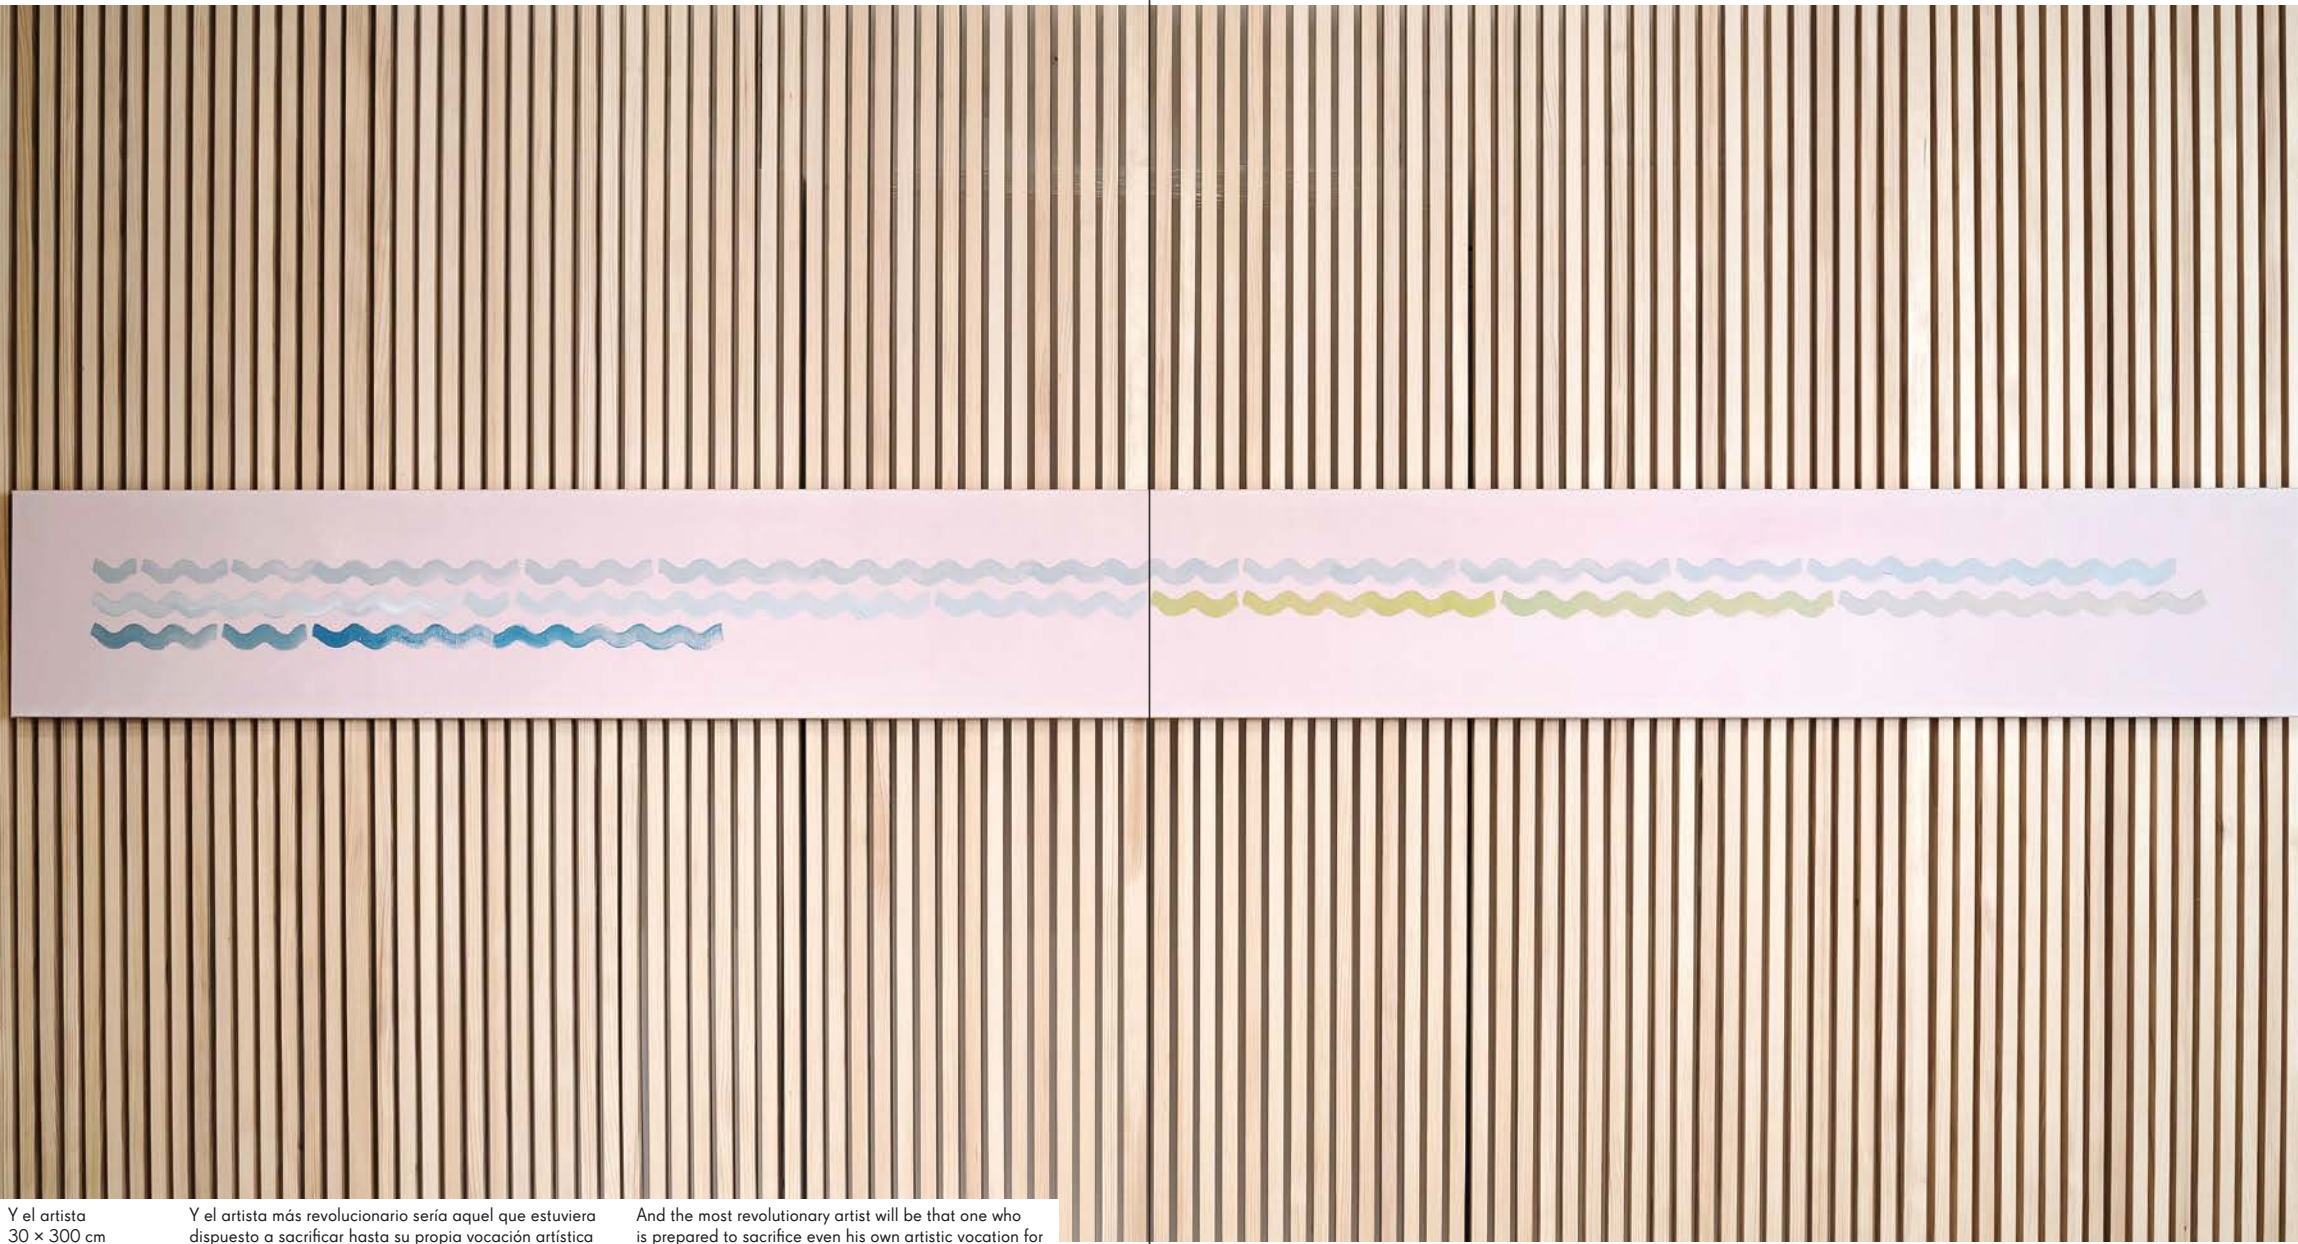 Y el artista
30 × 300 cm
Y el artista más revolucionario sería aquel que estuviera
dispuesto a sacrificar hasta su propia vocación artística
And the most revolutionary artist will be that one who
is prepared to sacrifice even his own artistic vocation for